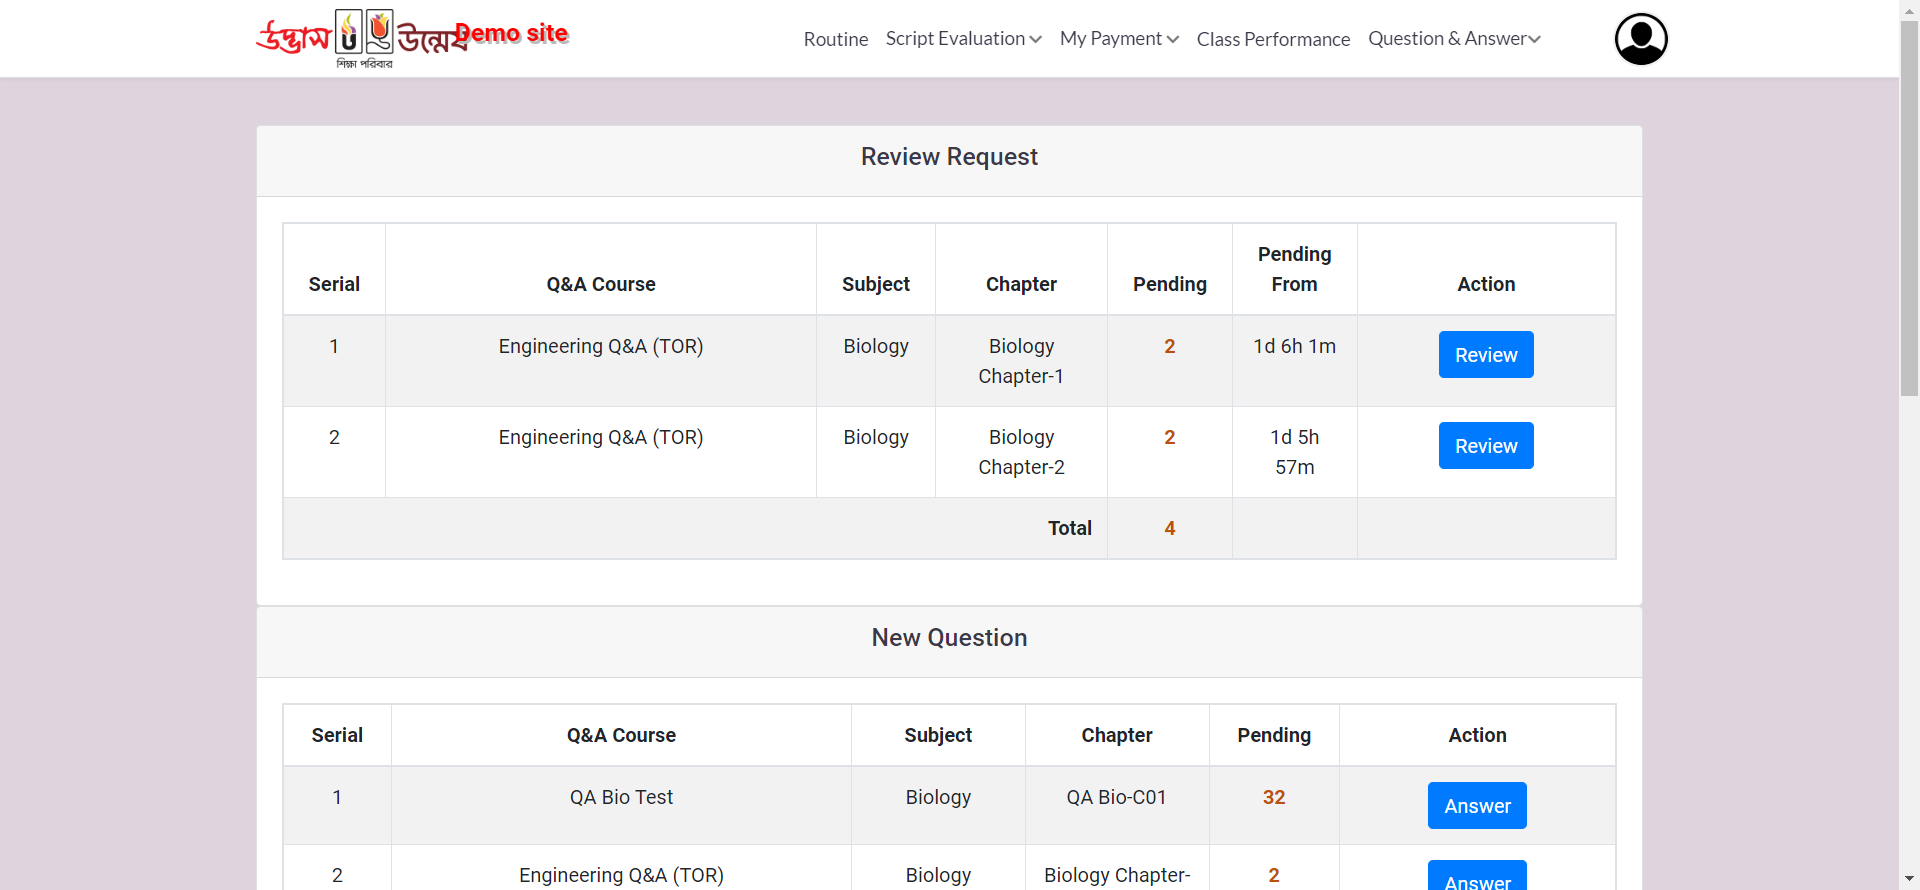 উদ্ভাস উন্মেষ Demo site
শিক্ষা পরিবার
Routine Script Evaluation My Payment Class Performance Question & Answer
Review Request
Serial Q&A Course Subject Chapter Pending Pending From Action
1 Engineering Q&A (TOR) Biology Biology Chapter-1 2 1d 6h 1m Review
2 Engineering Q&A (TOR) Biology Biology Chapter-2 2 1d 5h 57m Review
Total 4
New Question
Serial Q&A Course Subject Chapter Pending Action
1 QA Bio Test Biology QA Bio-C01 32 Answer
2 Engineering Q&A (TOR) Biology Biology Chapter- 2 Answer